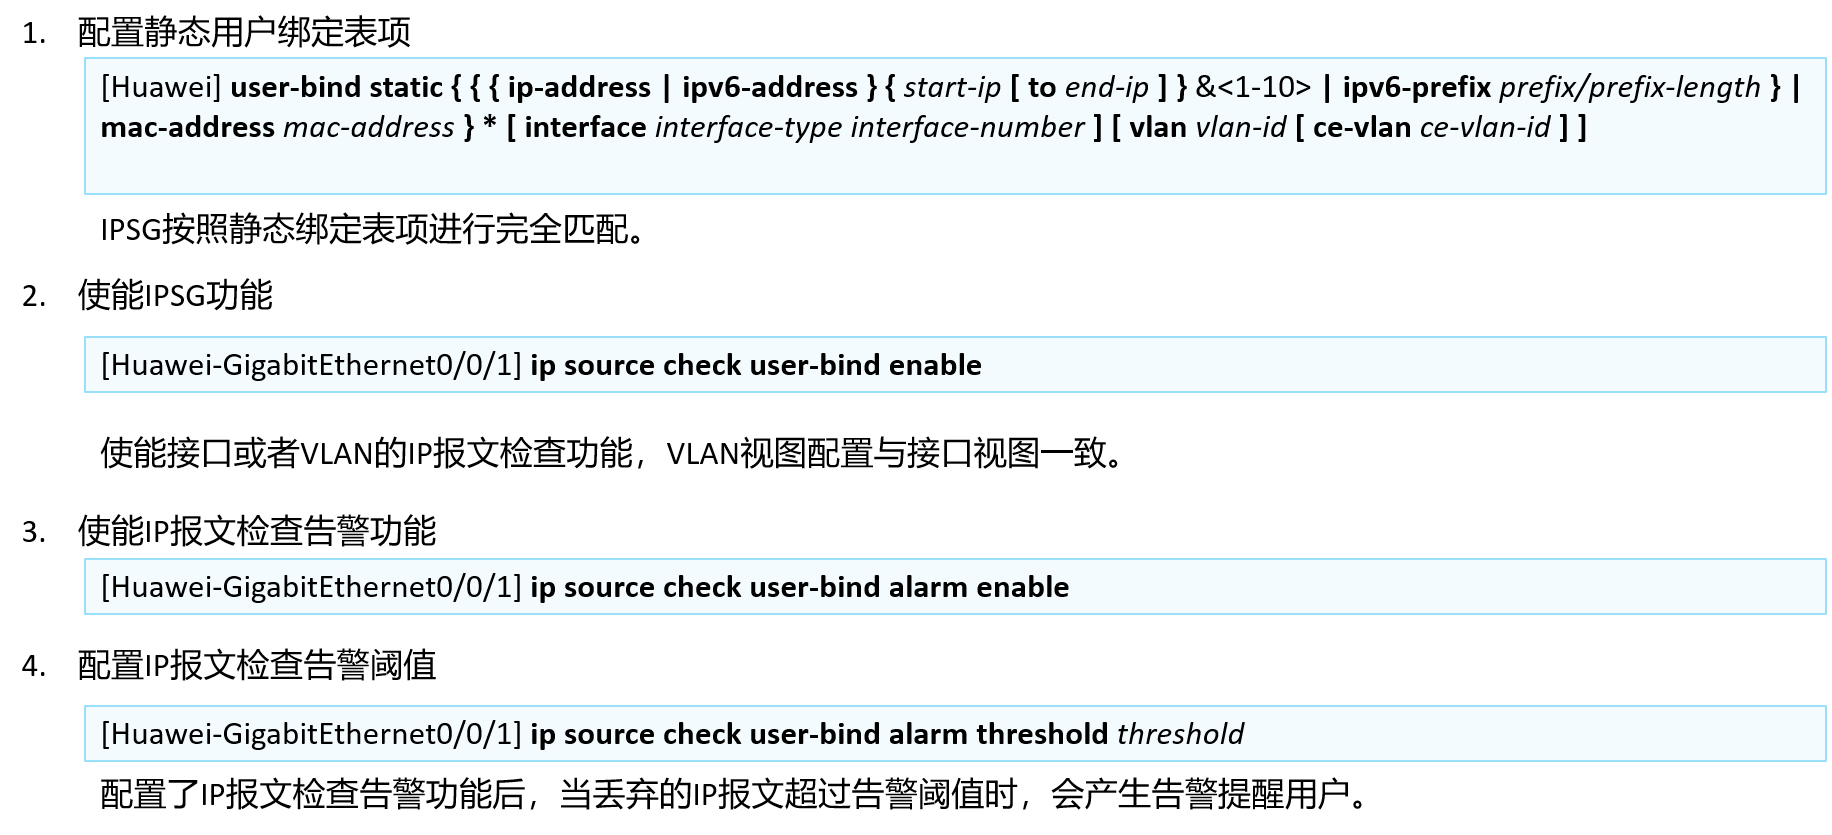 1. 配置静态用户绑定表项
[Huawei] user-bind static { { { ip-address | ipv6-address } { start-ip [ to end-ip ] } &<1-10> | ipv6-prefix prefix/prefix-length } |
mac-address mac-address } * [ interface interface-type interface-number ] [ vlan vlan-id [ ce-vlan ce-vlan-id ] ]
IPSG按照静态绑定表项进行完全匹配。
2. 使能IPSG功能
[Huawei-GigabitEthernet0/0/1] ip source check user-bind enable
使能接口或者VLAN的IP报文检查功能，VLAN视图配置与接口视图一致。
3. 使能IP报文检查告警功能
[Huawei-GigabitEthernet0/0/1] ip source check user-bind alarm enable
4. 配置IP报文检查告警阈值
[Huawei-GigabitEthernet0/0/1] ip source check user-bind alarm threshold threshold
配置了IP报文检查告警功能后，当丢弃的IP报文超过告警阈值时，会产生告警提醒用户。